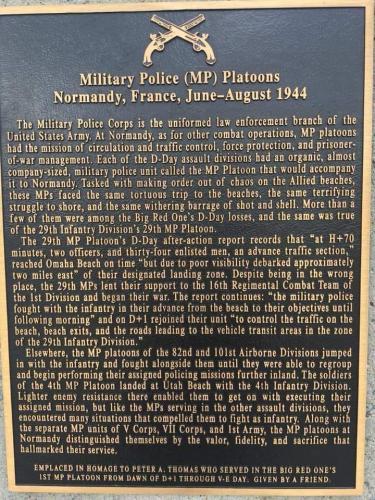 Military Police (MP) Platoons
Normandy, France, June–August 1944
The Military Police Corps is the uniformed law enforcement branch of the
United States Army. At Normandy, as for other combat operations, MP platoons
had the mission of circulation and traffic control, force protection, and prisoner-
of-war management. Each of the D-Day assault divisions had an organic, almost
company-sized, military police unit called the MP Platoon that would accompany
it to Normandy. Tasked with making order out of chaos on the Allied beaches,
these MPs faced the same tortuous trip to the beaches, the same terrifying
struggle to shore, and the same withering barrage of shot and shell. More than a
few of them were among the Big Red One's D-Day losses, and the same was true
of the 29th Infantry Division's 29th MP Platoon.
The 29th MP Platoon's D-Day after-action report records that "at H+70
minutes, two officers, and thirty-four enlisted men, an advance traffic section,"
reached Omaha Beach on time "but due to poor visibility debarked approximately
two miles east" of their designated landing zone. Despite being in the wrong
place, the 29th MPs lent their support to the 16th Regimental Combat Team of
the 1st Division and began their war. The report continues: "the military police
fought with the infantry in their advance from the beach to their objectives until
following morning" and on D+1 rejoined their unit "to control the traffic on the
beach, beach exits, and the roads leading to the vehicle transit areas in the zone
of the 29th Infantry Division."
Elsewhere, the MP platoons of the 82nd and 101st Airborne Divisions jumped
in with the infantry and fought alongside them until they were able to regroup
and begin performing their assigned policing missions further inland. The soldiers
of the 4th MP Platoon landed at Utah Beach with the 4th Infantry Division.
Lighter enemy resistance there enabled them to get on with executing their
assigned mission, but like the MPs serving in the other assault divisions, they
encountered many situations that compelled them to fight as infantry. Along with
the separate MP units of V Corps, VII Corps, and 1st Army, the MP platoons at
Normandy distinguished themselves by the valor, fidelity, and sacrifice that
hallmarked their service.
EMPLACED IN HOMAGE TO PETER A. THOMAS WHO SERVED IN THE BIG RED ONE'S
1ST MP PLATOON FROM DAWN OF D+1 THROUGH V-E DAY. GIVEN BY A FRIEND.